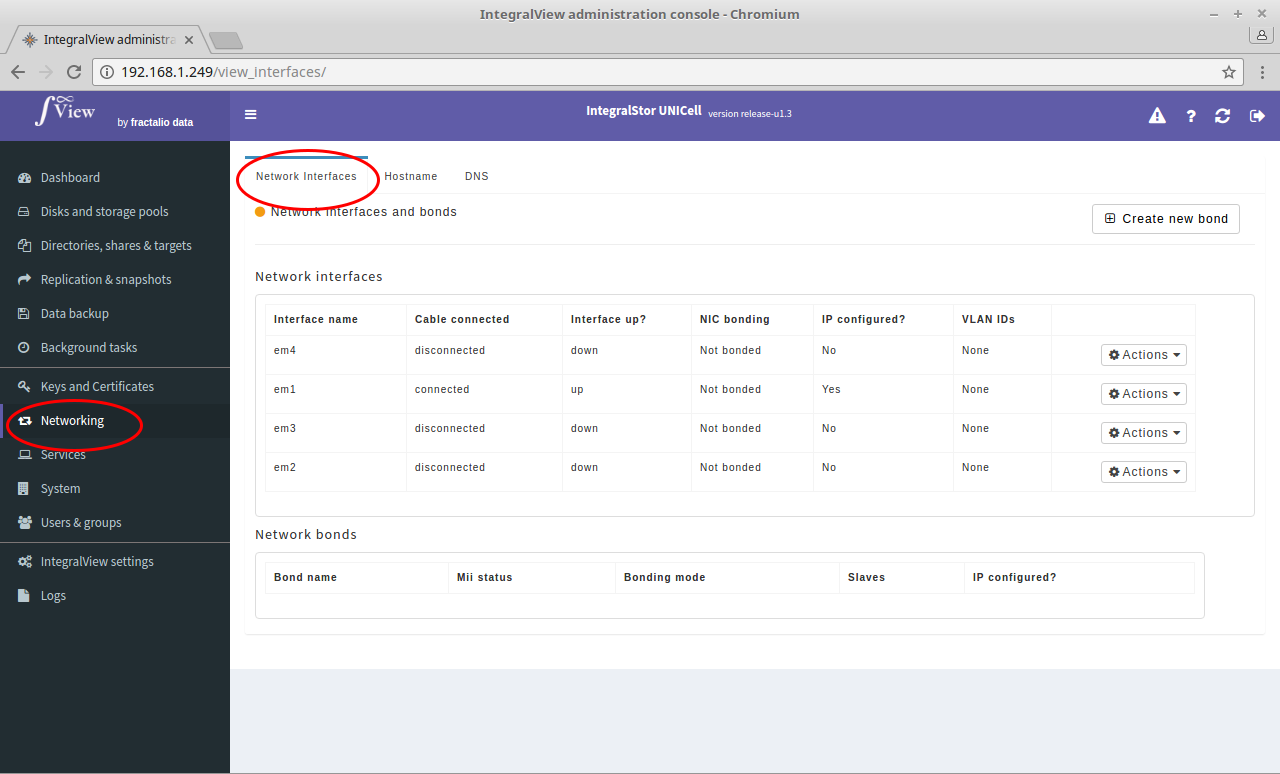 IntegralView administration console - Chromium
IntegralView administra
192.168.1.249/view_interfaces/
∫∞ View by fractalio data
IntegralStor UNICell version release-u1.3
Dashboard
Disks and storage pools
Directories, shares & targets
Replication & snapshots
Data backup
Background tasks
Keys and Certificates
Networking
Services
System
Users & groups
IntegralView settings
Logs
Network Interfaces Hostname DNS
Network interfaces and bonds
Create new bond
Network interfaces
Interface name Cable connected Interface up? NIC bonding IP configured? VLAN IDs
em4 disconnected down Not bonded No None Actions
em1 connected up Not bonded Yes None Actions
em3 disconnected down Not bonded No None Actions
em2 disconnected down Not bonded No None Actions
Network bonds
Bond name Mii status Bonding mode Slaves IP configured?